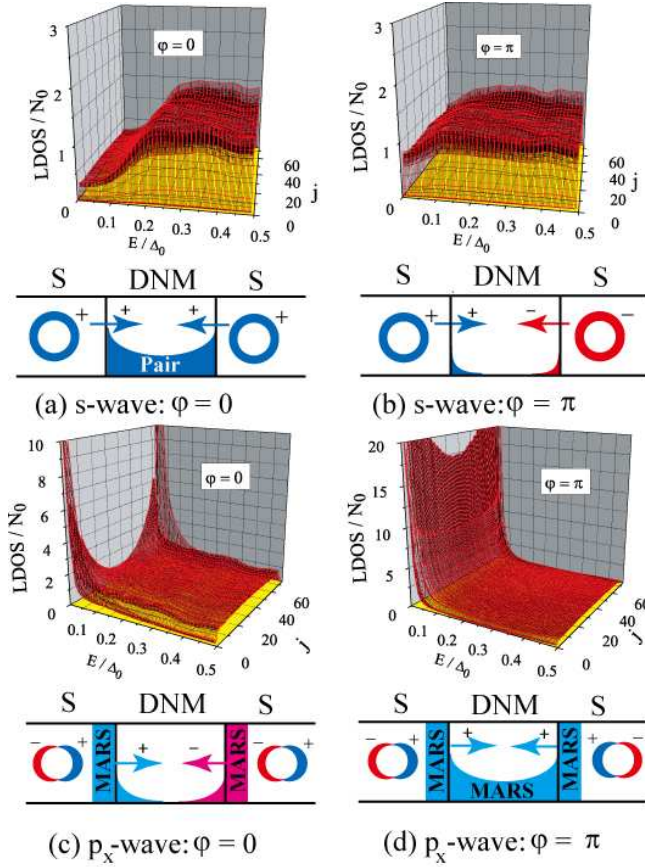 3
2
1
0
LDOS / N0
φ = 0
0.1
0.2
0.3
0.4
0.5
E / Δ0
0
20
40
60
j
3
2
1
0
LDOS / N0
φ = π
0.1
0.2
0.3
0.4
0.5
E / Δ0
0
20
40
60
j
S DNM S
+ + + +
Pair
(a) s-wave: φ = 0
S DNM S
+ + − −
(b) s-wave: φ = π
10
8
6
4
2
0
LDOS / N0
φ = 0
0.1
0.2
0.3
0.4
0.5
E / Δ0
0
20
40
60
j
20
15
10
5
0
LDOS / N0
φ = π
0.1
0.2
0.3
0.4
0.5
E / Δ0
0
20
40
60
j
S DNM S
− + MARS + − MARS − +
(c) px-wave: φ = 0
S DNM S
− + MARS + + MARS + −
MARS
(d) px-wave: φ = π